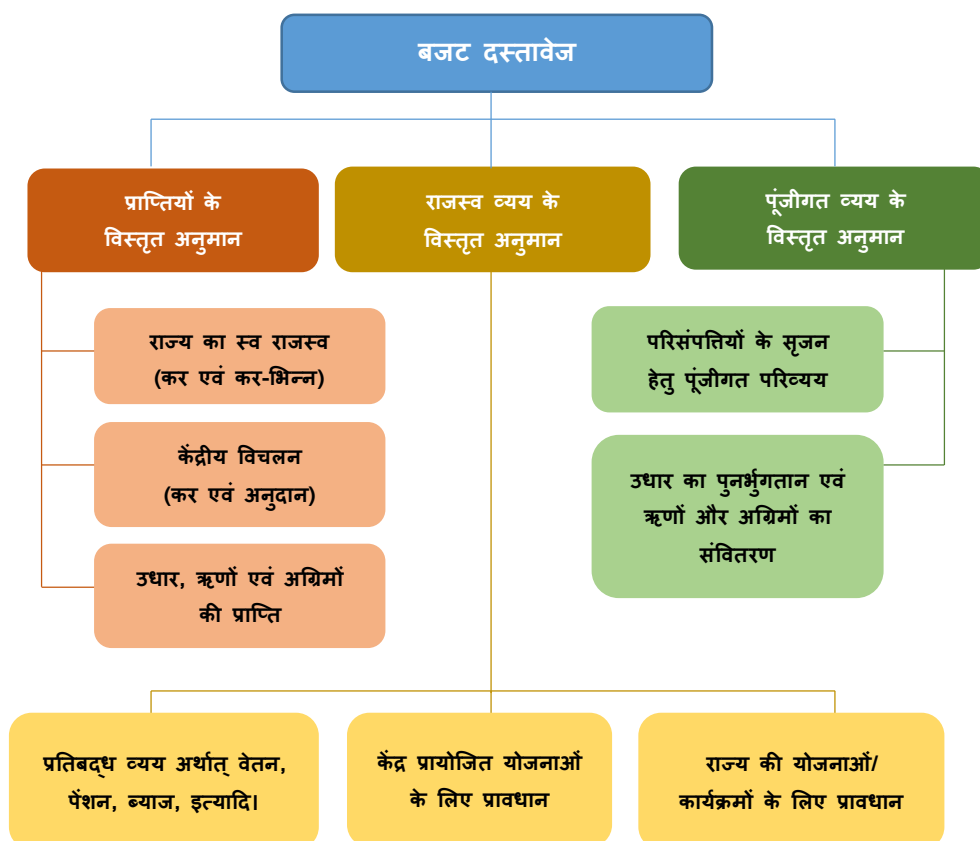 बजट दस्तावेज
प्राप्तियों के
विस्तृत अनुमान
राजस्व व्यय के
विस्तृत अनुमान
पूंजीगत व्यय के
विस्तृत अनुमान
राज्य का स्व राजस्व
(कर एवं कर-भिन्न)
केंद्रीय विचलन
(कर एवं अनुदान)
उधार, ऋणों एवं अग्रिमों
की प्राप्ति
परिसंपत्तियों के सृजन
हेतु पूंजीगत परिव्यय
उधार का पुनर्भुगतान एवं
ऋणों और अग्रिमों का
संवितरण
प्रतिबद्ध व्यय अर्थात् वेतन,
पेंशन, ब्याज, इत्यादि।
केंद्र प्रायोजित योजनाओं
के लिए प्रावधान
राज्य की योजनाओं/
कार्यक्रमों के लिए प्रावधान